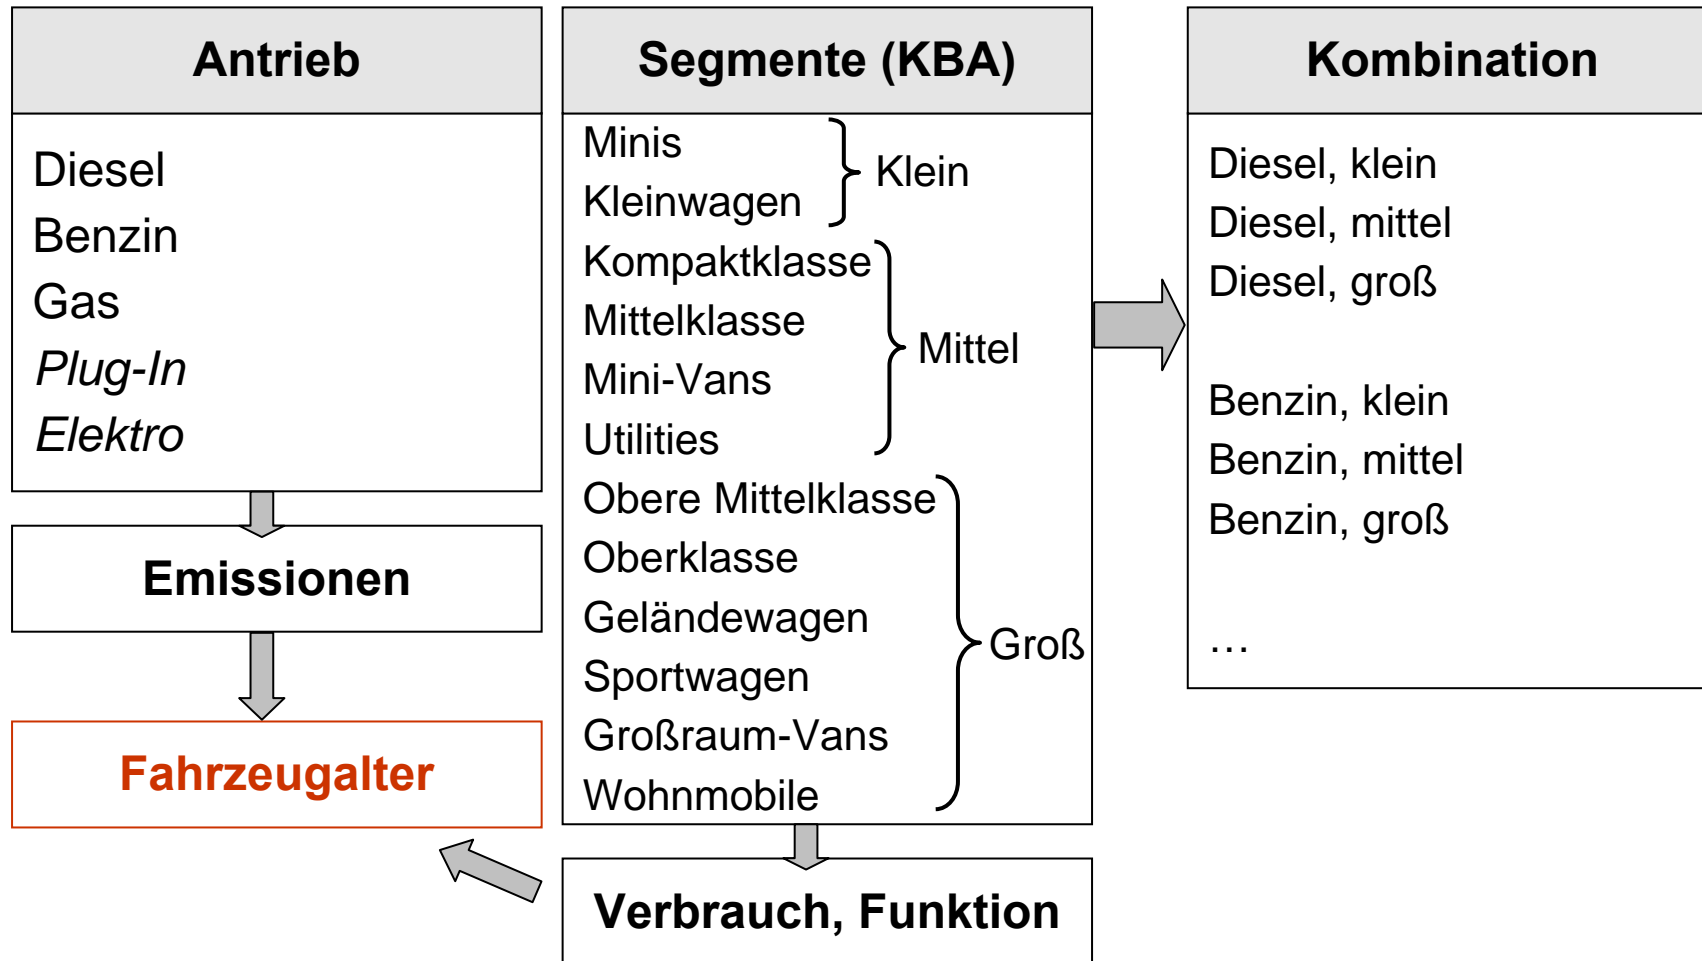 Antrieb
Diesel
Benzin
Gas
Plug-In
Elektro
Emissionen
Fahrzeugalter
Segmente (KBA)
Minis
Kleinwagen
Klein
Kompaktklasse
Mittelklasse
Mini-Vans
Utilities
Mittel
Obere Mittelklasse
Oberklasse
Geländewagen
Sportwagen
Großraum-Vans
Wohnmobile
Groß
Verbrauch, Funktion
Kombination
Diesel, klein
Diesel, mittel
Diesel, groß
Benzin, klein
Benzin, mittel
Benzin, groß
…